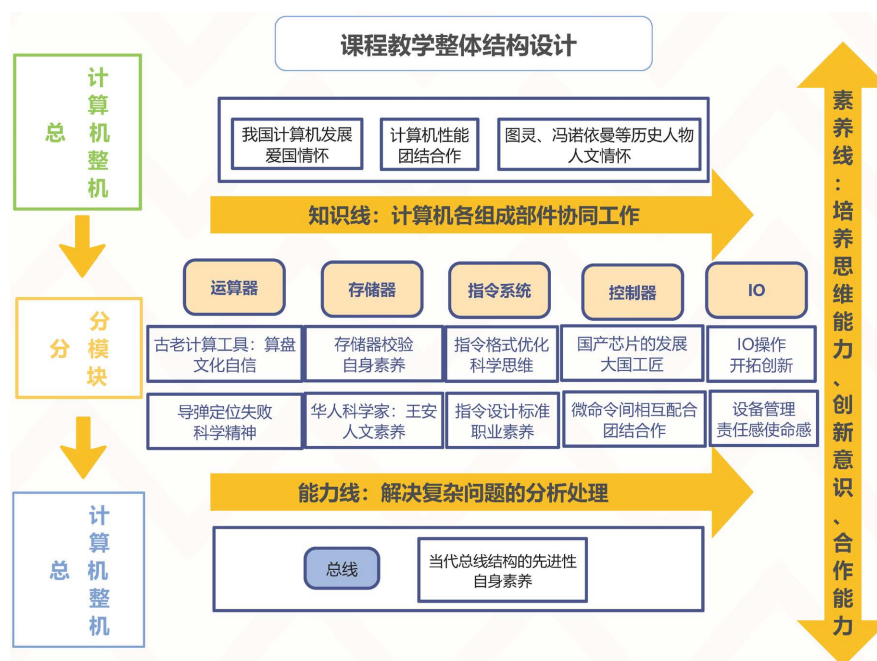 课程教学整体结构设计
总
计算机整机
我国计算机发展
爱国情怀
计算机性能
团结合作
图灵、冯诺依曼等历史人物
人文情怀
知识线：计算机各组成部件协同工作
分
分模块
运算器
存储器
指令系统
控制器
IO
古老计算工具：算盘
文化自信
存储器校验
自身素养
指令格式优化
科学思维
国产芯片的发展
大国工匠
IO操作
开拓创新
导弹定位失败
科学精神
华人科学家：王安
人文素养
指令设计标准
职业素养
微命令间相互配合
团结合作
设备管理
责任感使命感
能力线：解决复杂问题的分析处理
总
计算机整机
总线
当代总线结构的先进性
自身素养
素养线：培养思维能力、创新意识、合作能力